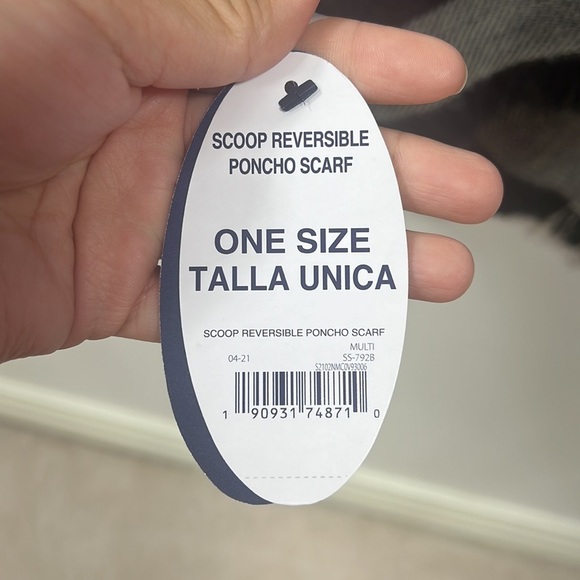 SCOOP REVERSIBLE
PONCHO SCARF
ONE SIZE
TALLA UNICA
SCOOP REVERSIBLE PONCHO SCARF
MULTI
04-21 SS-792B
S2102NMC0V93006
1 90931 74871 0